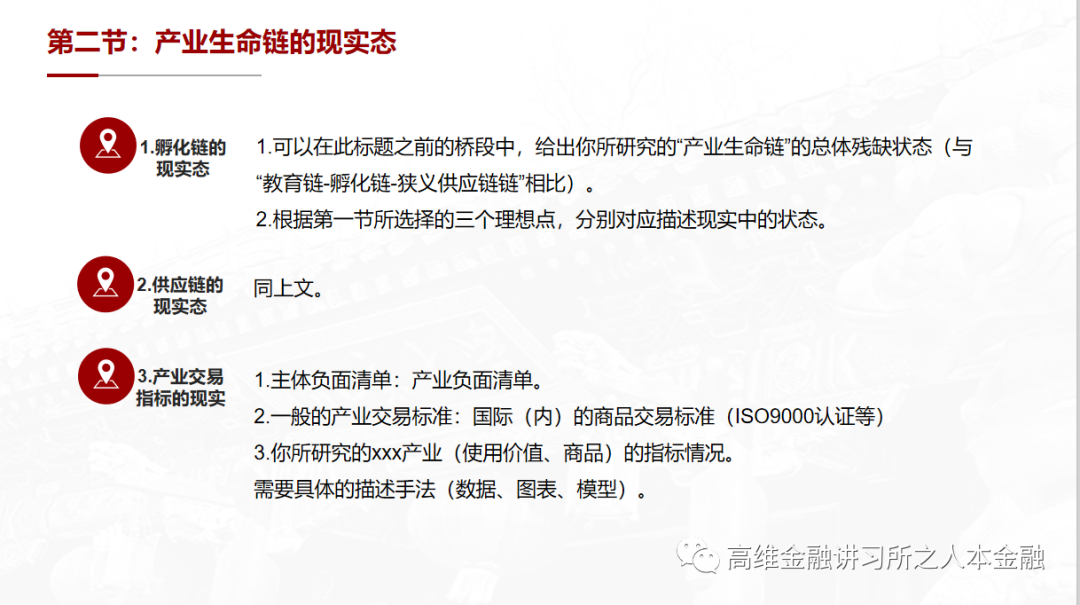 第二节：产业生命链的现实态
1.孵化链的
现实态
1.可以在此标题之前的桥段中，给出你所研究的“产业生命链”的总体残缺状态（与
“教育链-孵化链-狭义供应链链”相比）。
2.根据第一节所选择的三个理想点，分别对应描述现实中的状态。
2.供应链的
现实态
同上文。
3.产业交易
指标的现实
1.主体负面清单：产业负面清单。
2.一般的产业交易标准：国际（内）的商品交易标准（ISO9000认证等）
3.你所研究的xxx产业（使用价值、商品）的指标情况。
需要具体的描述手法（数据、图表、模型）。
高维金融讲习所之人本金融